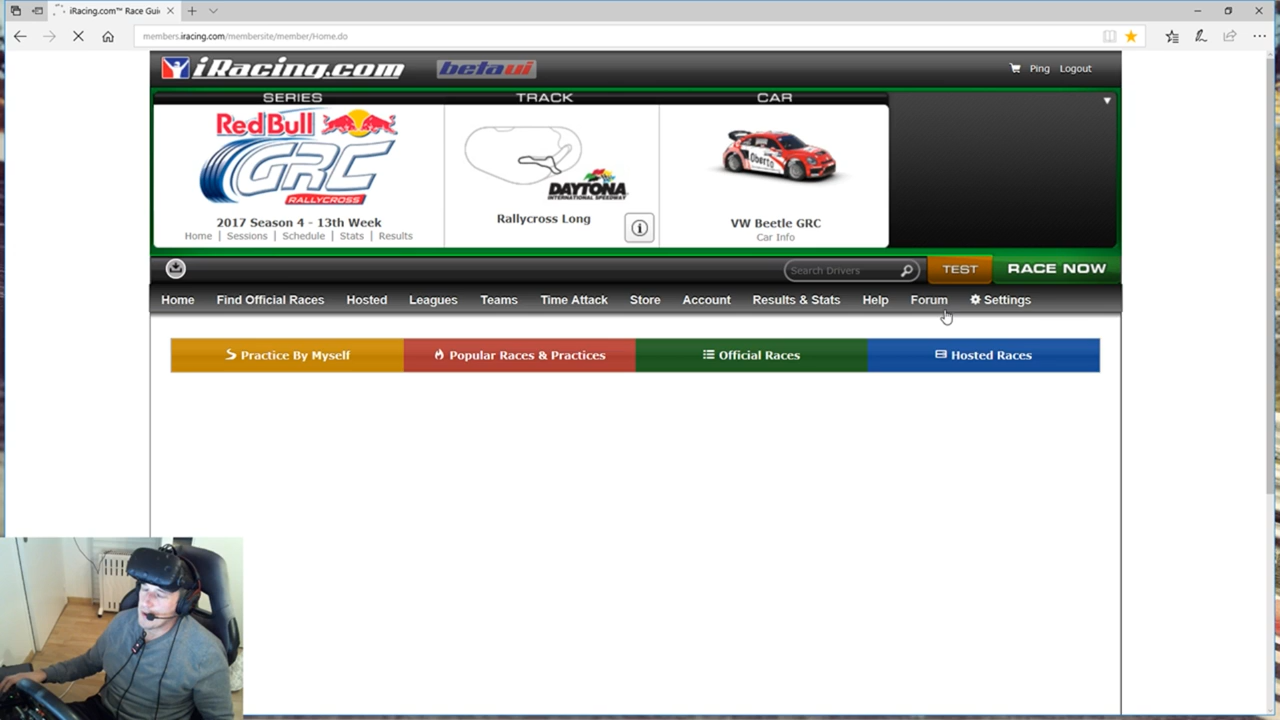 iRacing.com™ Race Gui
members.iracing.com/membersite/member/Home.do
iRacing.com
betaui
Ping
Logout
SERIES
TRACK
CAR
Red Bull
GRC
RALLYCROSS
DAYTONA
INTERNATIONAL SPEEDWAY
Oberto
2017 Season 4 - 13th Week
Rallycross Long
VW Beetle GRC
Home | Sessions | Schedule | Stats | Results
Car Info
Search Drivers
TEST
RACE NOW
Home Find Official Races Hosted Leagues Teams Time Attack Store Account Results & Stats Help Forum Settings
Practice By Myself
Popular Races & Practices
Official Races
Hosted Races